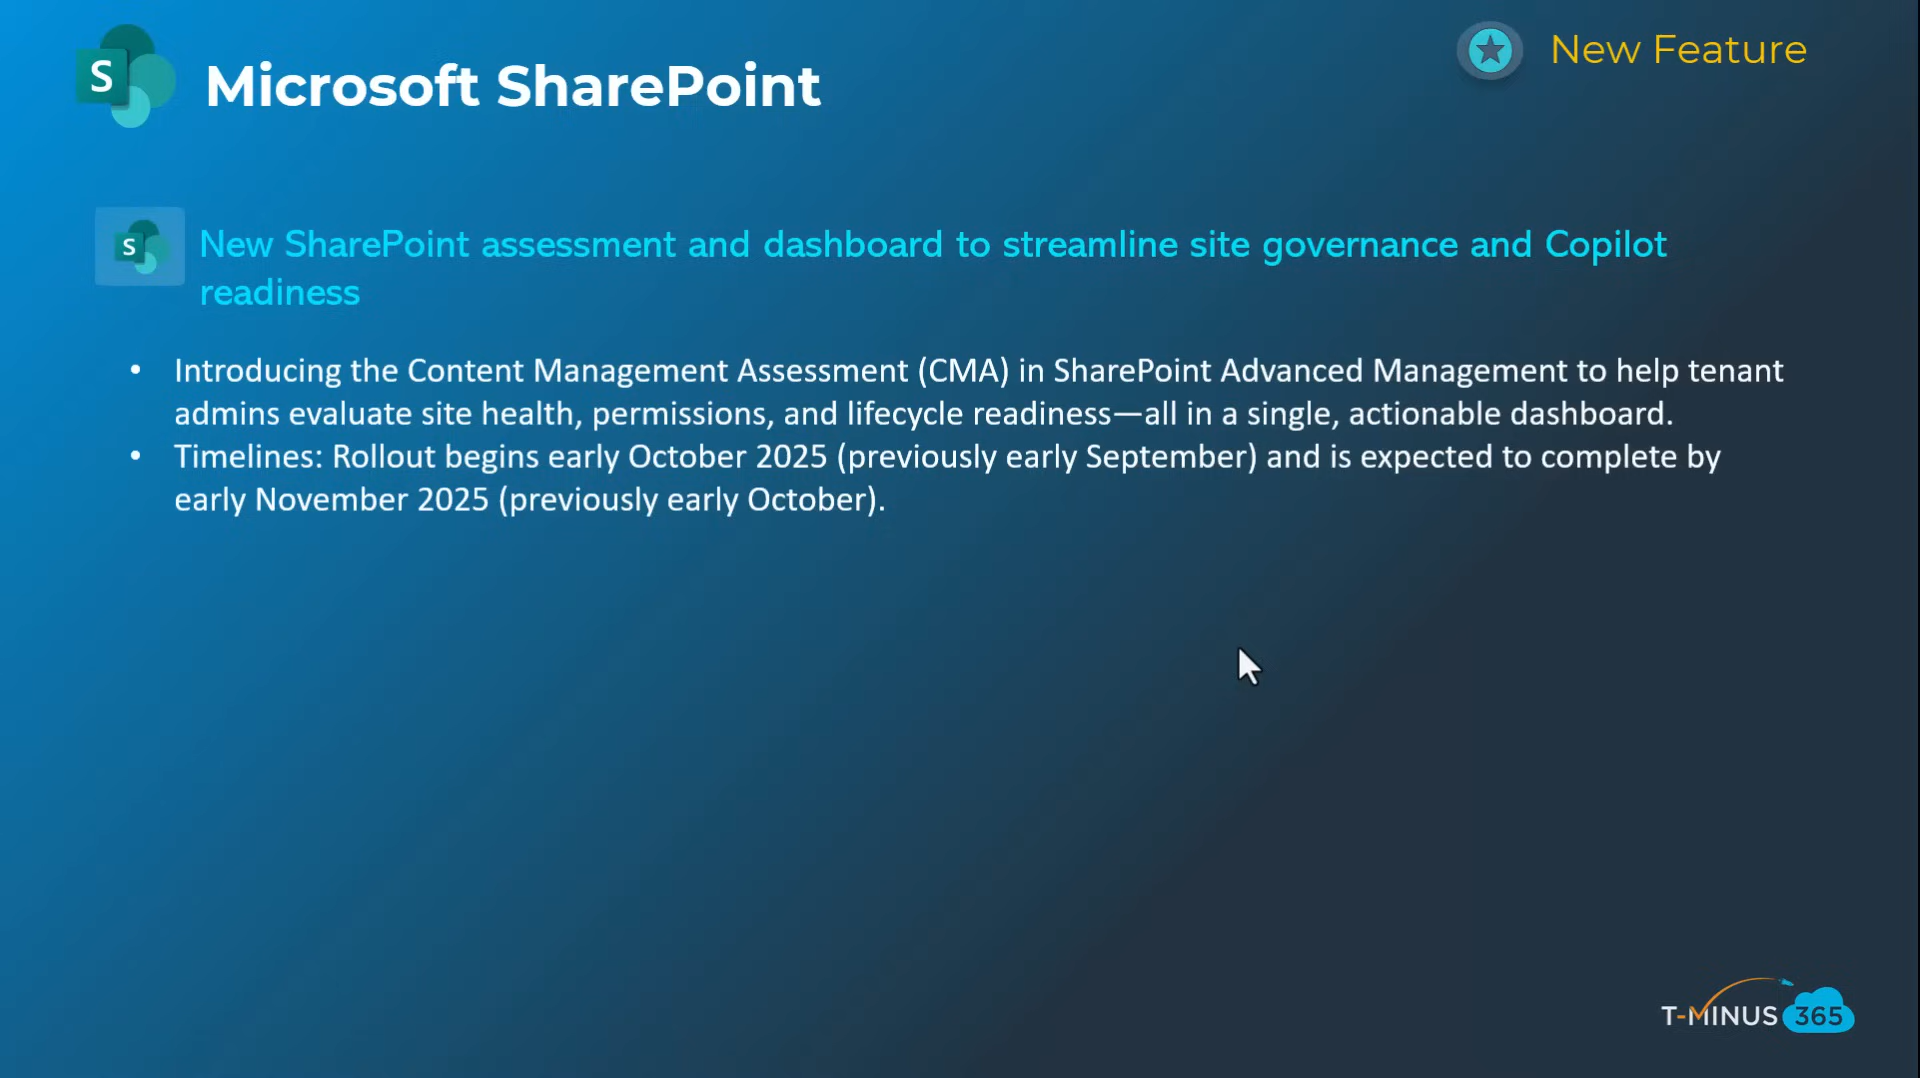 S
Microsoft SharePoint
New Feature
S
New SharePoint assessment and dashboard to streamline site governance and Copilot
readiness
• Introducing the Content Management Assessment (CMA) in SharePoint Advanced Management to help tenant
admins evaluate site health, permissions, and lifecycle readiness—all in a single, actionable dashboard.
• Timelines: Rollout begins early October 2025 (previously early September) and is expected to complete by
early November 2025 (previously early October).
T-MINUS 365